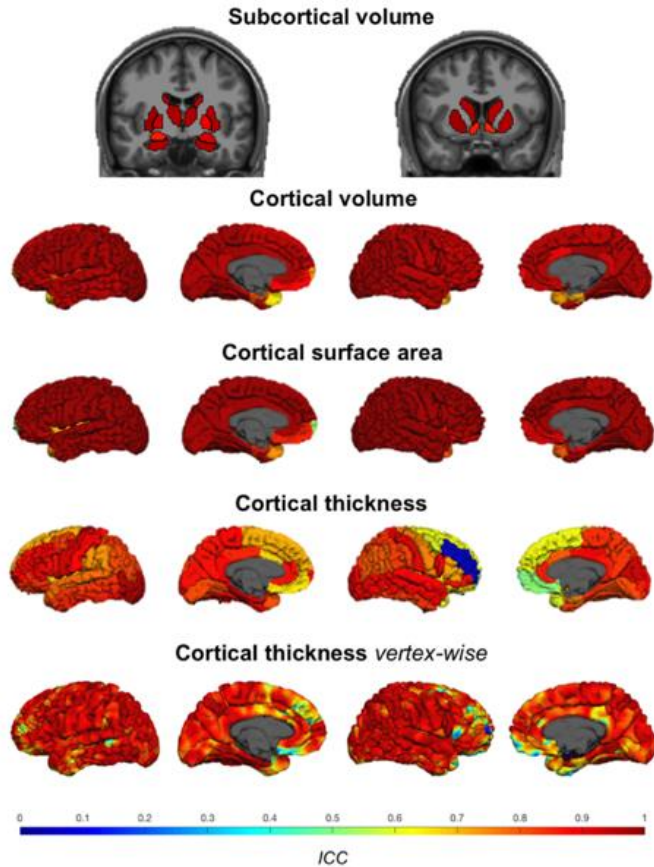 Subcortical volume
Cortical volume
Cortical surface area
Cortical thickness
Cortical thickness vertex-wise
0 0.1 0.2 0.3 0.4 0.5 0.6 0.7 0.8 0.9 1
ICC